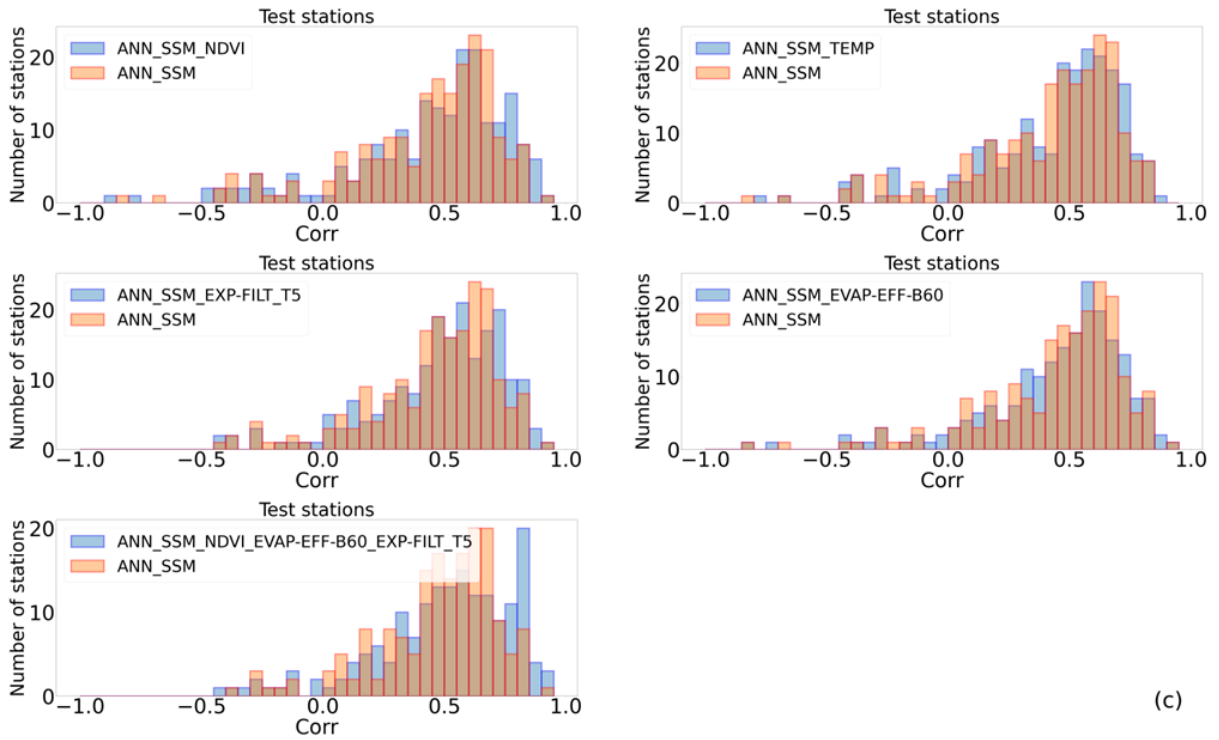 Test stations
Number of stations
20
10
0
ANN_SSM_NDVI
ANN_SSM
−1.0 −0.5 0.0 0.5 1.0
Corr
Test stations
Number of stations
20
10
0
ANN_SSM_TEMP
ANN_SSM
−1.0 −0.5 0.0 0.5 1.0
Corr
Test stations
Number of stations
20
10
0
ANN_SSM_EXP-FILT_T5
ANN_SSM
−1.0 −0.5 0.0 0.5 1.0
Corr
Test stations
Number of stations
20
10
0
ANN_SSM_EVAP-EFF-B60
ANN_SSM
−1.0 −0.5 0.0 0.5 1.0
Corr
Test stations
Number of stations
20
10
0
ANN_SSM_NDVI_EVAP-EFF-B60_EXP-FILT_T5
ANN_SSM
−1.0 −0.5 0.0 0.5 1.0
Corr
(c)